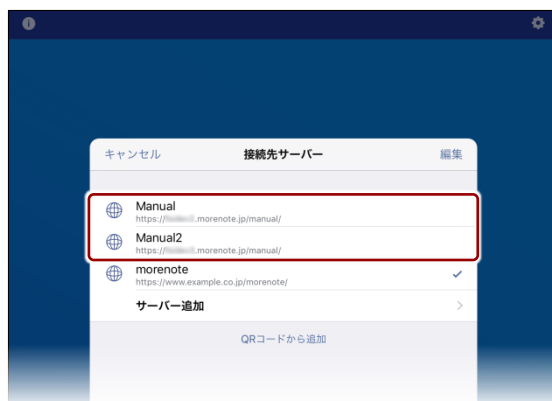 キャンセル 接続先サーバー 編集
Manual
https:// .morenote.jp/manual/
Manual2
https:// .morenote.jp/manual/
morenote
https://www.example.co.jp/morenote/
サーバー追加
QRコードから追加